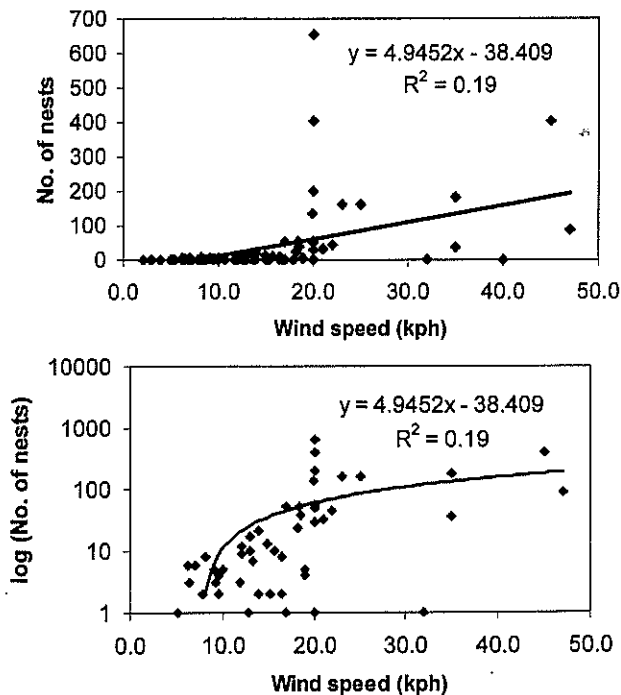 700
600
500
400
300
200
100
0
No. of nests
y = 4.9452x - 38.409
R² = 0.19
0.0 10.0 20.0 30.0 40.0 50.0
Wind speed (kph)
10000
1000
100
10
1
log (No. of nests)
y = 4.9452x - 38.409
R² = 0.19
0.0 10.0 20.0 30.0 40.0 50.0
Wind speed (kph)